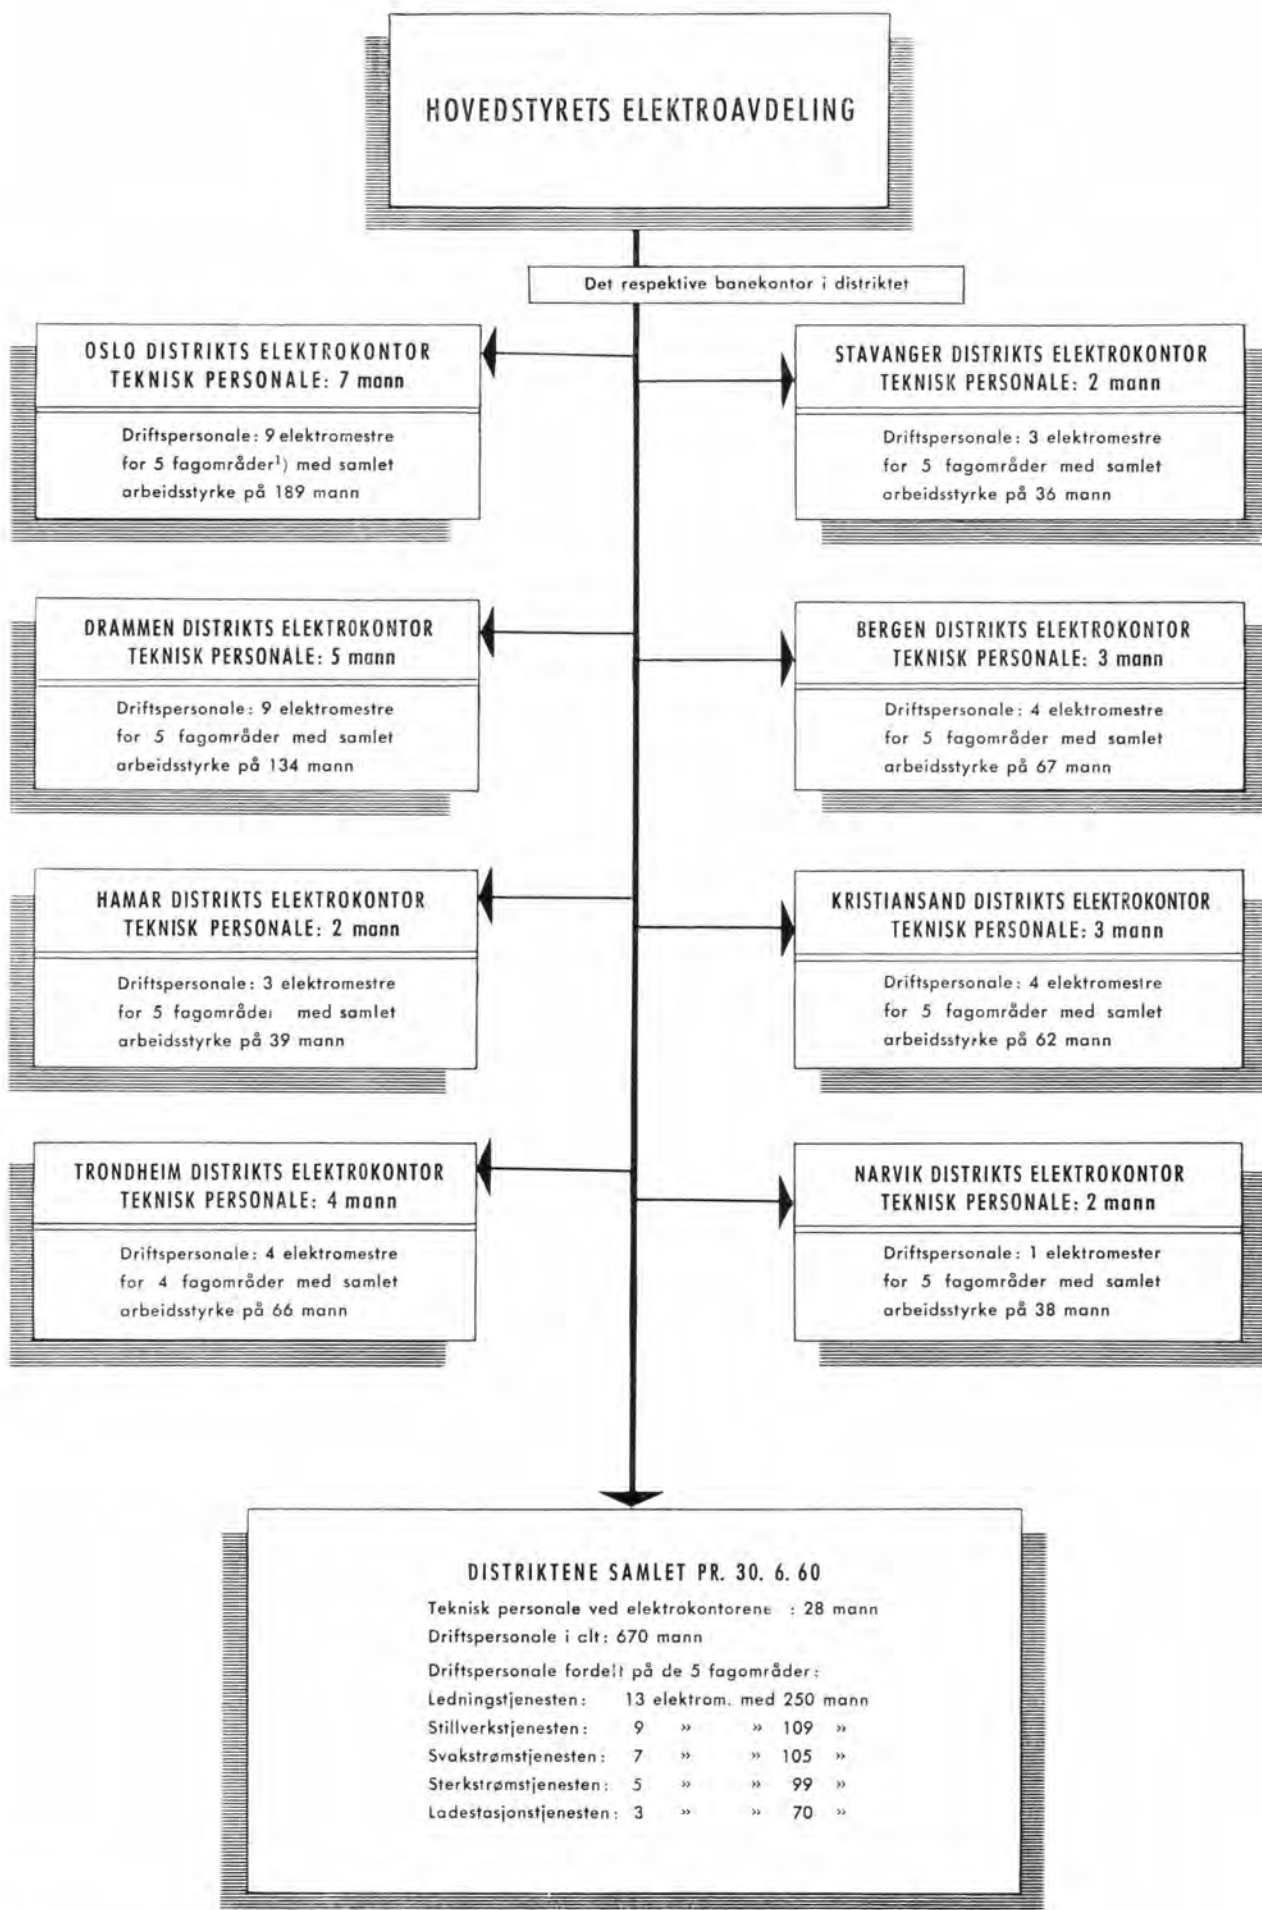 HOVEDSTYRETS ELEKTROAVDELING
Det respektive banekontor i distriktet
OSLO DISTRIKTS ELEKTROKONTOR
TEKNISK PERSONALE: 7 mann
Driftspersonale: 9 elektromestre
for 5 fagområder¹) med samlet
arbeidsstyrke på 189 mann
STAVANGER DISTRIKTS ELEKTROKONTOR
TEKNISK PERSONALE: 2 mann
Driftspersonale: 3 elektromestre
for 5 fagområder med samlet
arbeidsstyrke på 36 mann
DRAMMEN DISTRIKTS ELEKTROKONTOR
TEKNISK PERSONALE: 5 mann
Driftspersonale: 9 elektromestre
for 5 fagområder med samlet
arbeidsstyrke på 134 mann
BERGEN DISTRIKTS ELEKTROKONTOR
TEKNISK PERSONALE: 3 mann
Driftspersonale: 4 elektromestre
for 5 fagområder med samlet
arbeidsstyrke på 67 mann
HAMAR DISTRIKTS ELEKTROKONTOR
TEKNISK PERSONALE: 2 mann
Driftspersonale: 3 elektromestre
for 5 fagområder med samlet
arbeidsstyrke på 39 mann
KRISTIANSAND DISTRIKTS ELEKTROKONTOR
TEKNISK PERSONALE: 3 mann
Driftspersonale: 4 elektromestre
for 5 fagområder med samlet
arbeidsstyrke på 62 mann
TRONDHEIM DISTRIKTS ELEKTROKONTOR
TEKNISK PERSONALE: 4 mann
Driftspersonale: 4 elektromestre
for 4 fagområder med samlet
arbeidsstyrke på 66 mann
NARVIK DISTRIKTS ELEKTROKONTOR
TEKNISK PERSONALE: 2 mann
Driftspersonale: 1 elektromester
for 5 fagområder med samlet
arbeidsstyrke på 38 mann
DISTRIKTENE SAMLET PR. 30. 6. 60
Teknisk personale ved elektrokontorene : 28 mann
Driftspersonale i alt: 670 mann
Driftspersonale fordelt på de 5 fagområder:
Ledningstjenesten: 13 elektrom. med 250 mann
Stillverkstjenesten: 9 » » 109 »
Svakstrømstjenesten: 7 » » 105 »
Sterkstrømstjenesten: 5 » » 99 »
Ladestasjonstjenesten: 3 » » 70 »